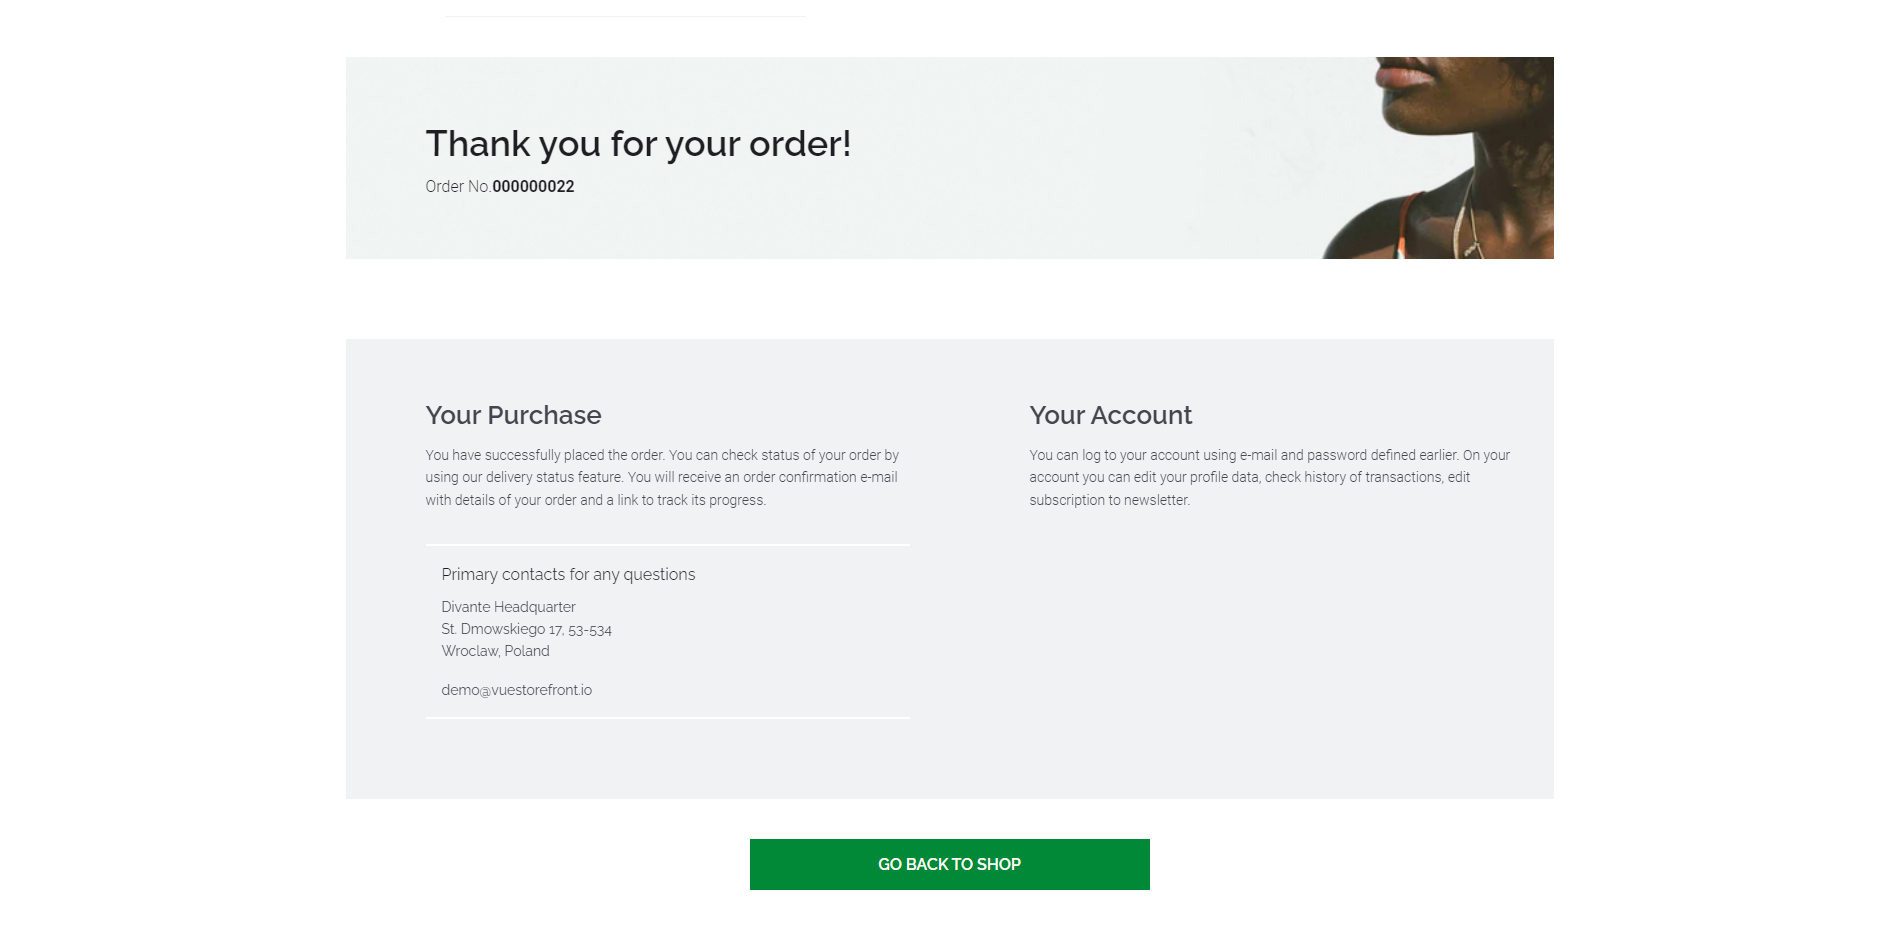 Thank you for your order!
Order No.000000022
Your Purchase
You have successfully placed the order. You can check status of your order by
using our delivery status feature. You will receive an order confirmation e-mail
with details of your order and a link to track its progress.
Primary contacts for any questions
Divante Headquarter
St. Dmowskiego 17, 53-534
Wroclaw, Poland
demo@vuestorefront.io
Your Account
You can log to your account using e-mail and password defined earlier. On your
account you can edit your profile data, check history of transactions, edit
subscription to newsletter.
GO BACK TO SHOP